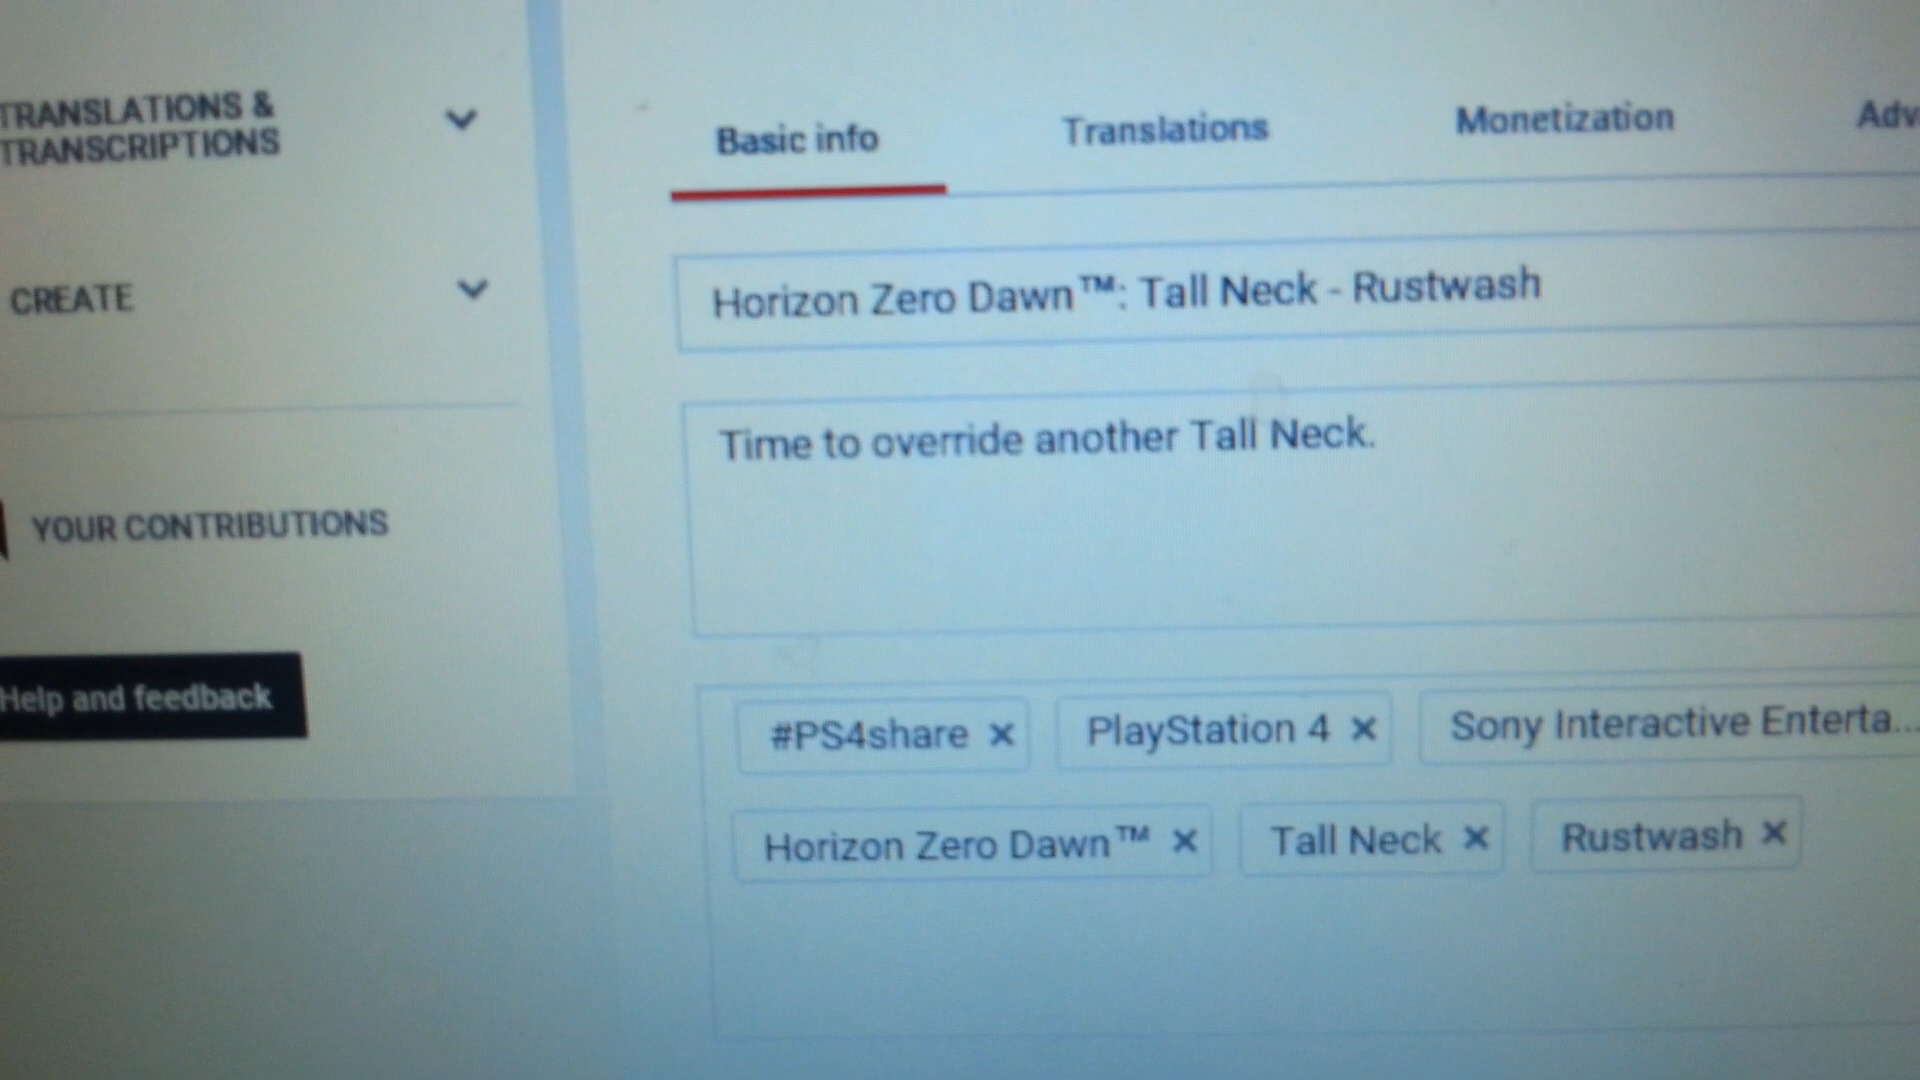 TRANSLATIONS &
TRANSCRIPTIONS
CREATE
YOUR CONTRIBUTIONS
Help and feedback
Basic info Translations Monetization Adv
Horizon Zero Dawn™: Tall Neck - Rustwash
Time to override another Tall Neck.
#PS4share × PlayStation 4 × Sony Interactive Enterta...
Horizon Zero Dawn™ × Tall Neck × Rustwash ×